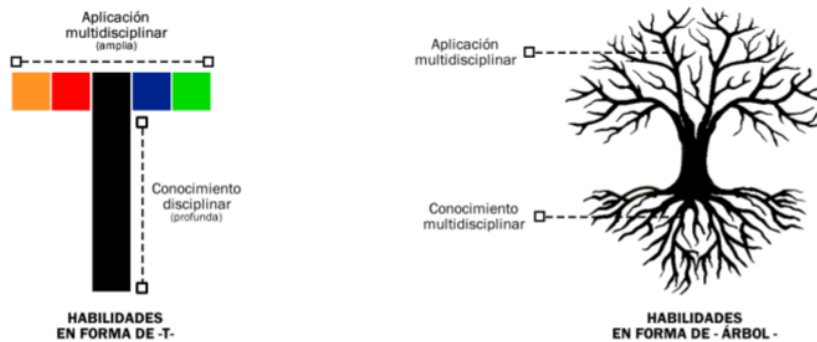 Aplicación
multidisciplinar
(amplia)
Conocimiento
disciplinar
(profunda)
HABILIDADES
EN FORMA DE -T-
Aplicación
multidisciplinar
Conocimiento
multidisciplinar
HABILIDADES
EN FORMA DE - ÁRBOL -